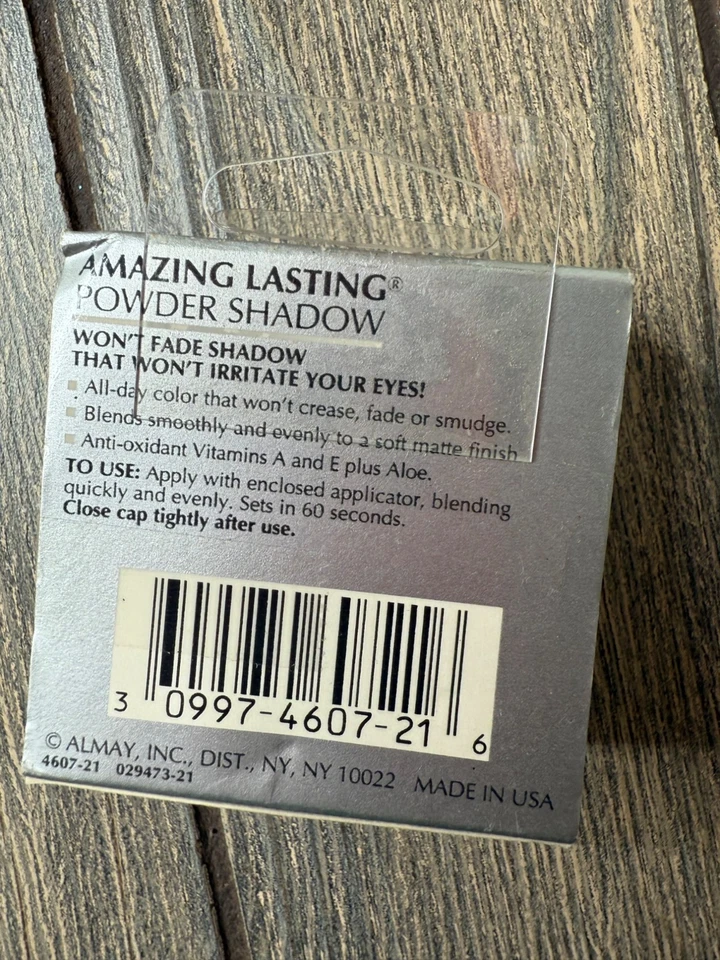 AMAZING LASTING®
POWDER SHADOW
WON'T FADE SHADOW
THAT WON'T IRRITATE YOUR EYES!
▪ All-day color that won't crease, fade or smudge.
▪ Blends smoothly and evenly to a soft matte finish
▪ Anti-oxidant Vitamins A and E plus Aloe.
TO USE: Apply with enclosed applicator, blending
quickly and evenly. Sets in 60 seconds.
Close cap tightly after use.
3 0997-4607-21 6
© ALMAY, INC., DIST., NY, NY 10022 MADE IN USA
4607-21 029473-21